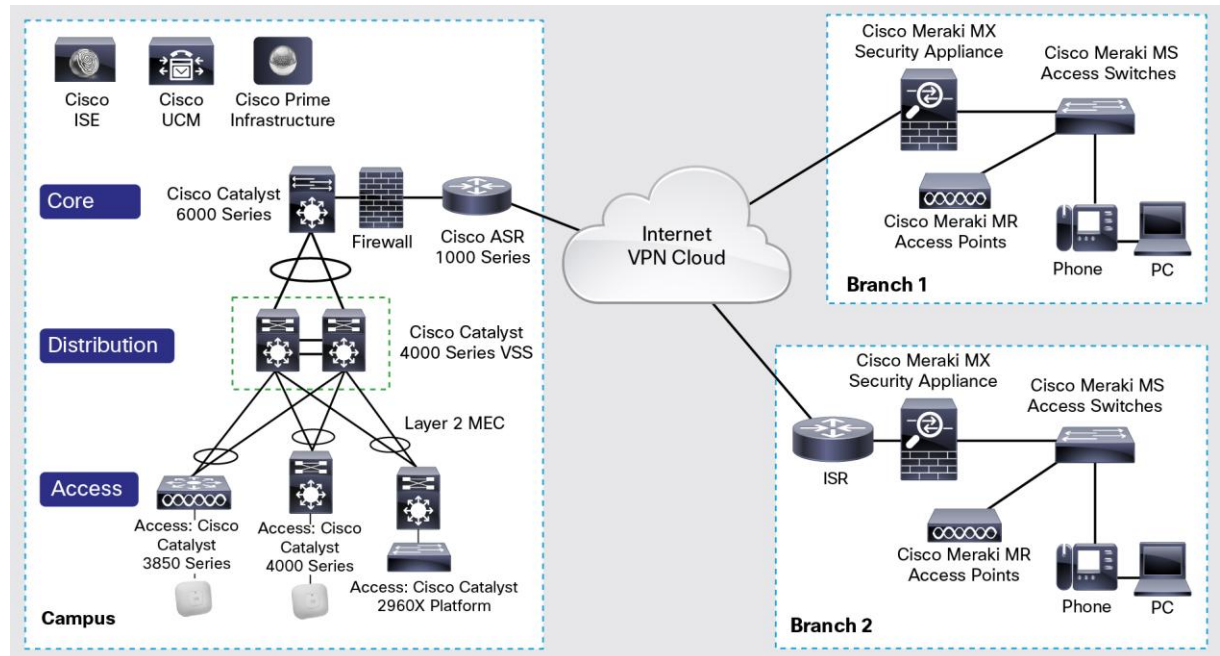 Cisco
ISE
Cisco
UCM
Cisco Prime
Infrastructure
Core
Cisco Catalyst
6000 Series
Firewall
Cisco ASR
1000 Series
Distribution
Cisco Catalyst
4000 Series VSS
Layer 2 MEC
Access
Access: Cisco
Catalyst
3850 Series
Access: Cisco
Catalyst
4000 Series
Access: Cisco Catalyst
2960X Platform
Campus
Internet
VPN Cloud
Cisco Meraki MX
Security Appliance
Cisco Meraki MS
Access Switches
Cisco Meraki MR
Access Points
Phone
PC
Branch 1
Cisco Meraki MX
Security Appliance
Cisco Meraki MS
Access Switches
ISR
Cisco Meraki MR
Access Points
Phone
PC
Branch 2